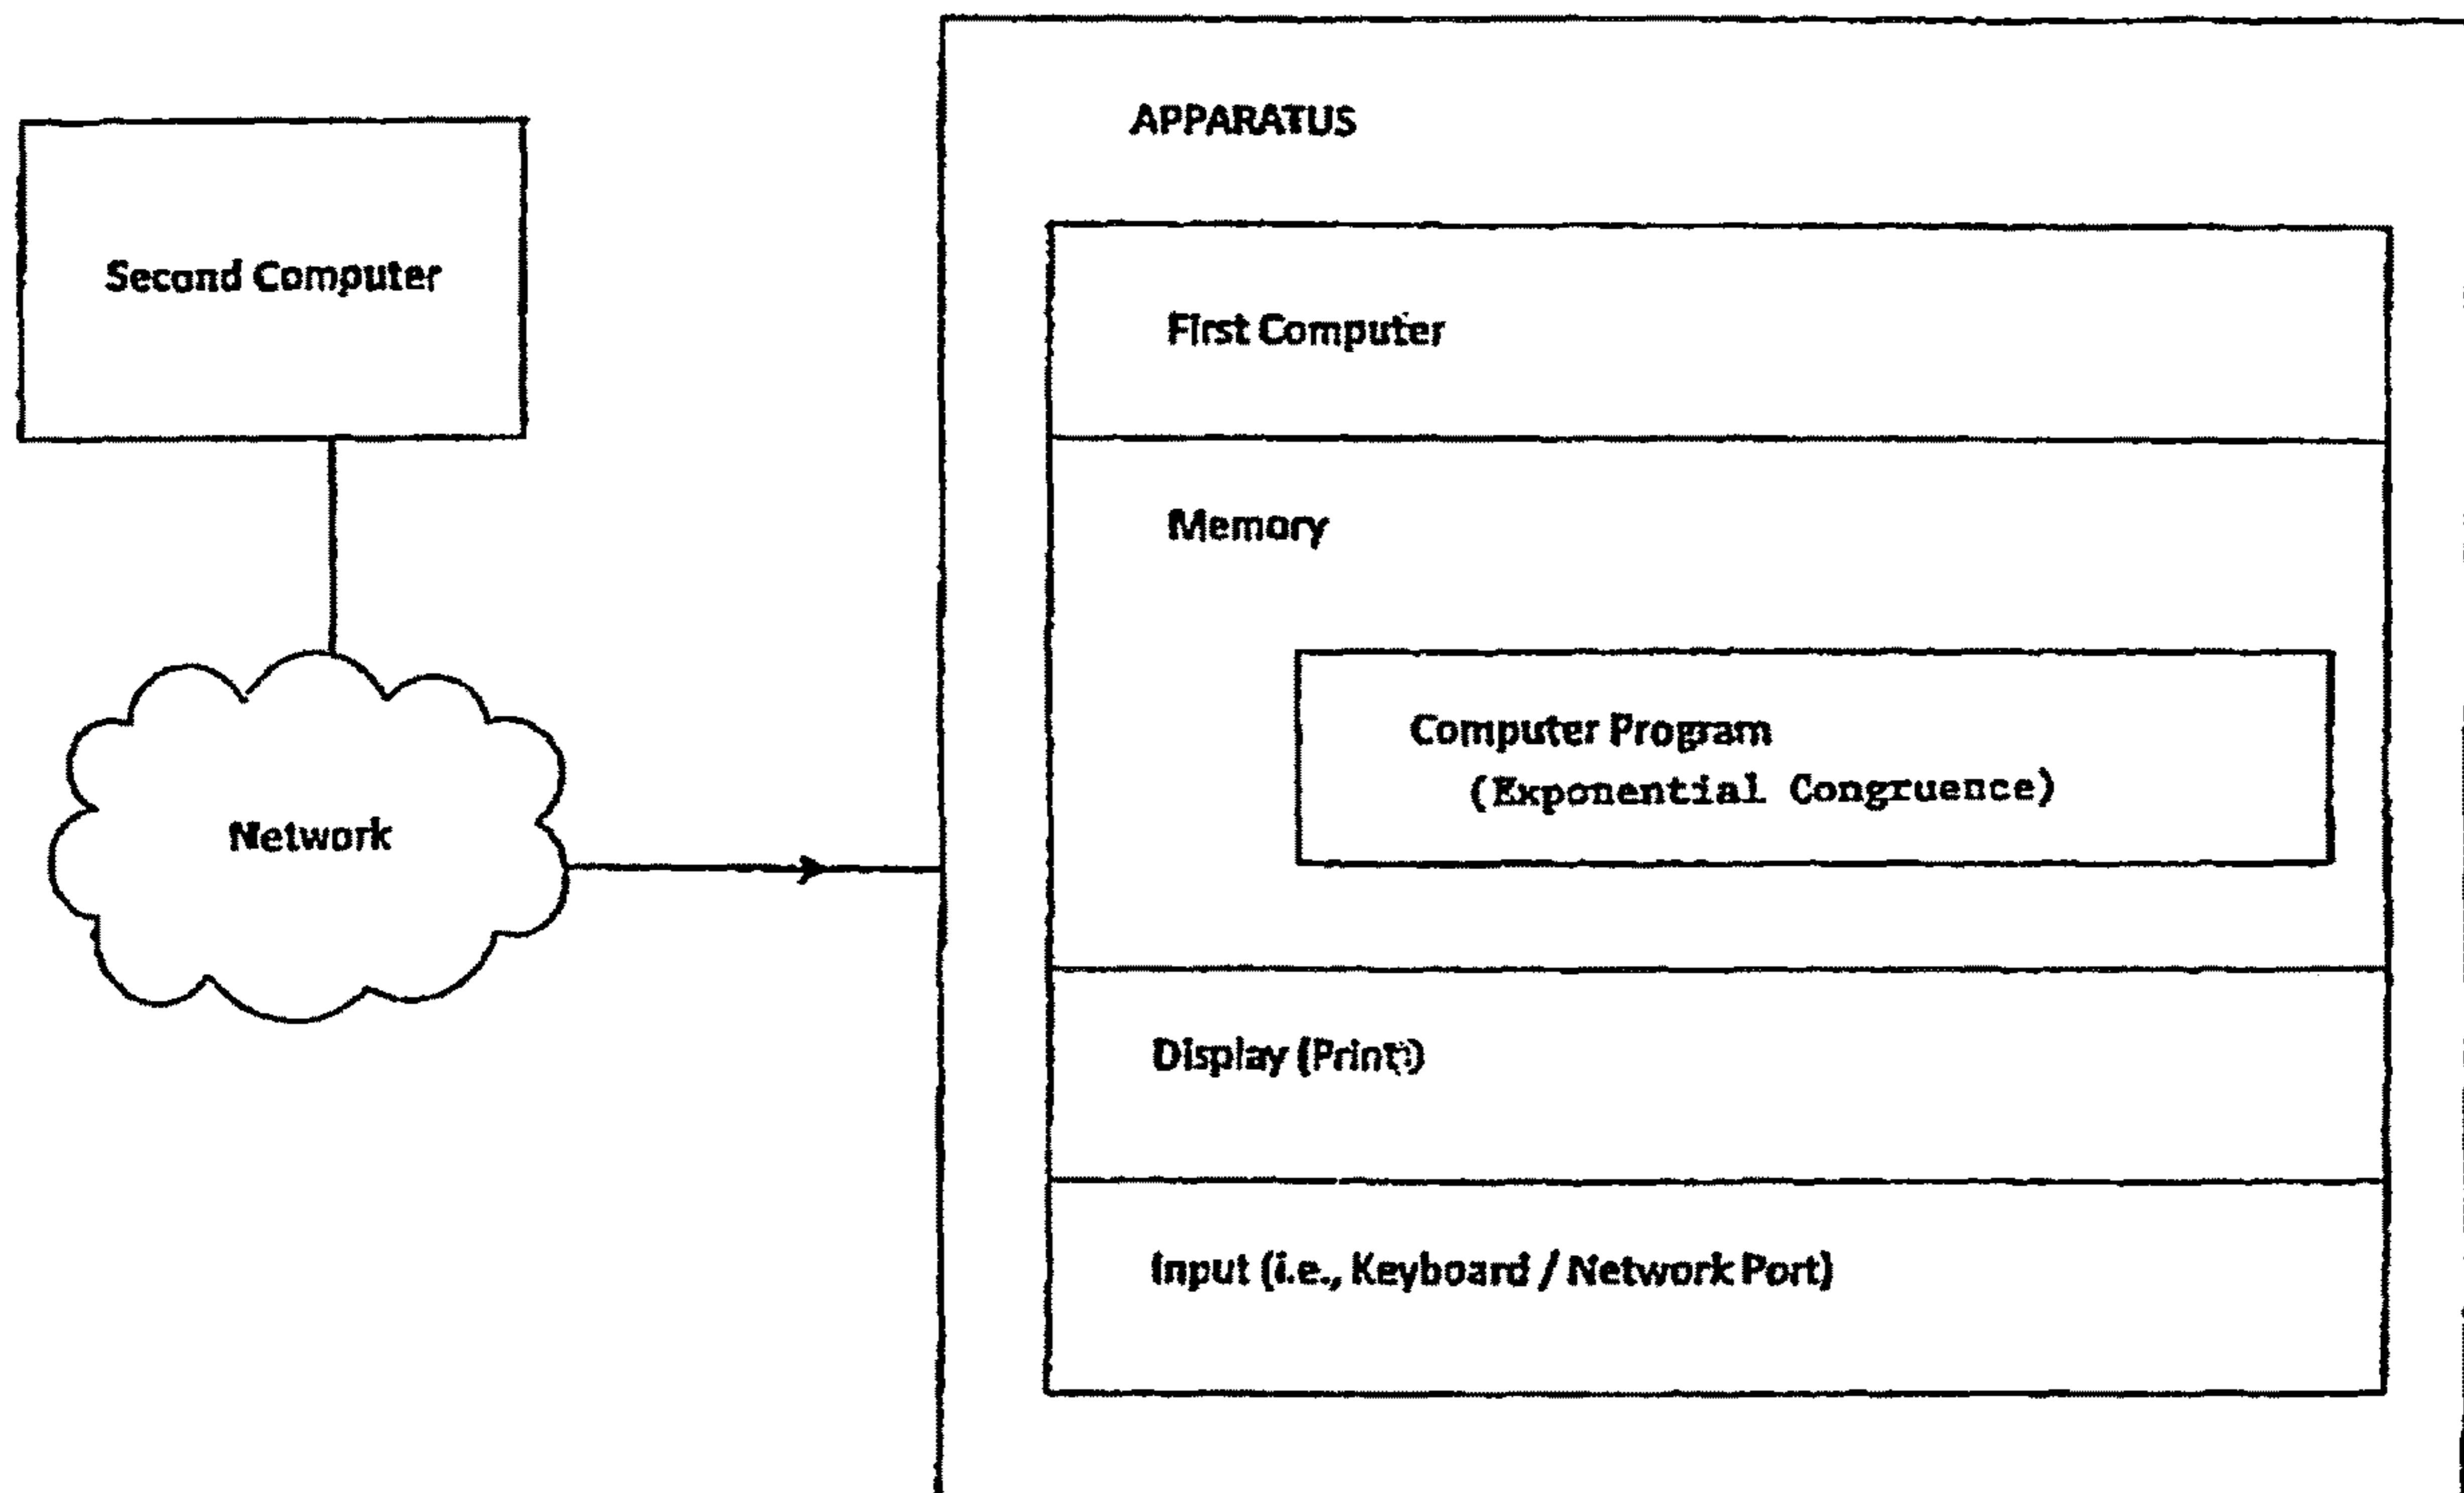 APPARATUS
Second Computer
First Computer
Memory
Computer Program
(Exponential Congruence)
Network
Display (Print)
Input (i.e., Keyboard / Network Port)